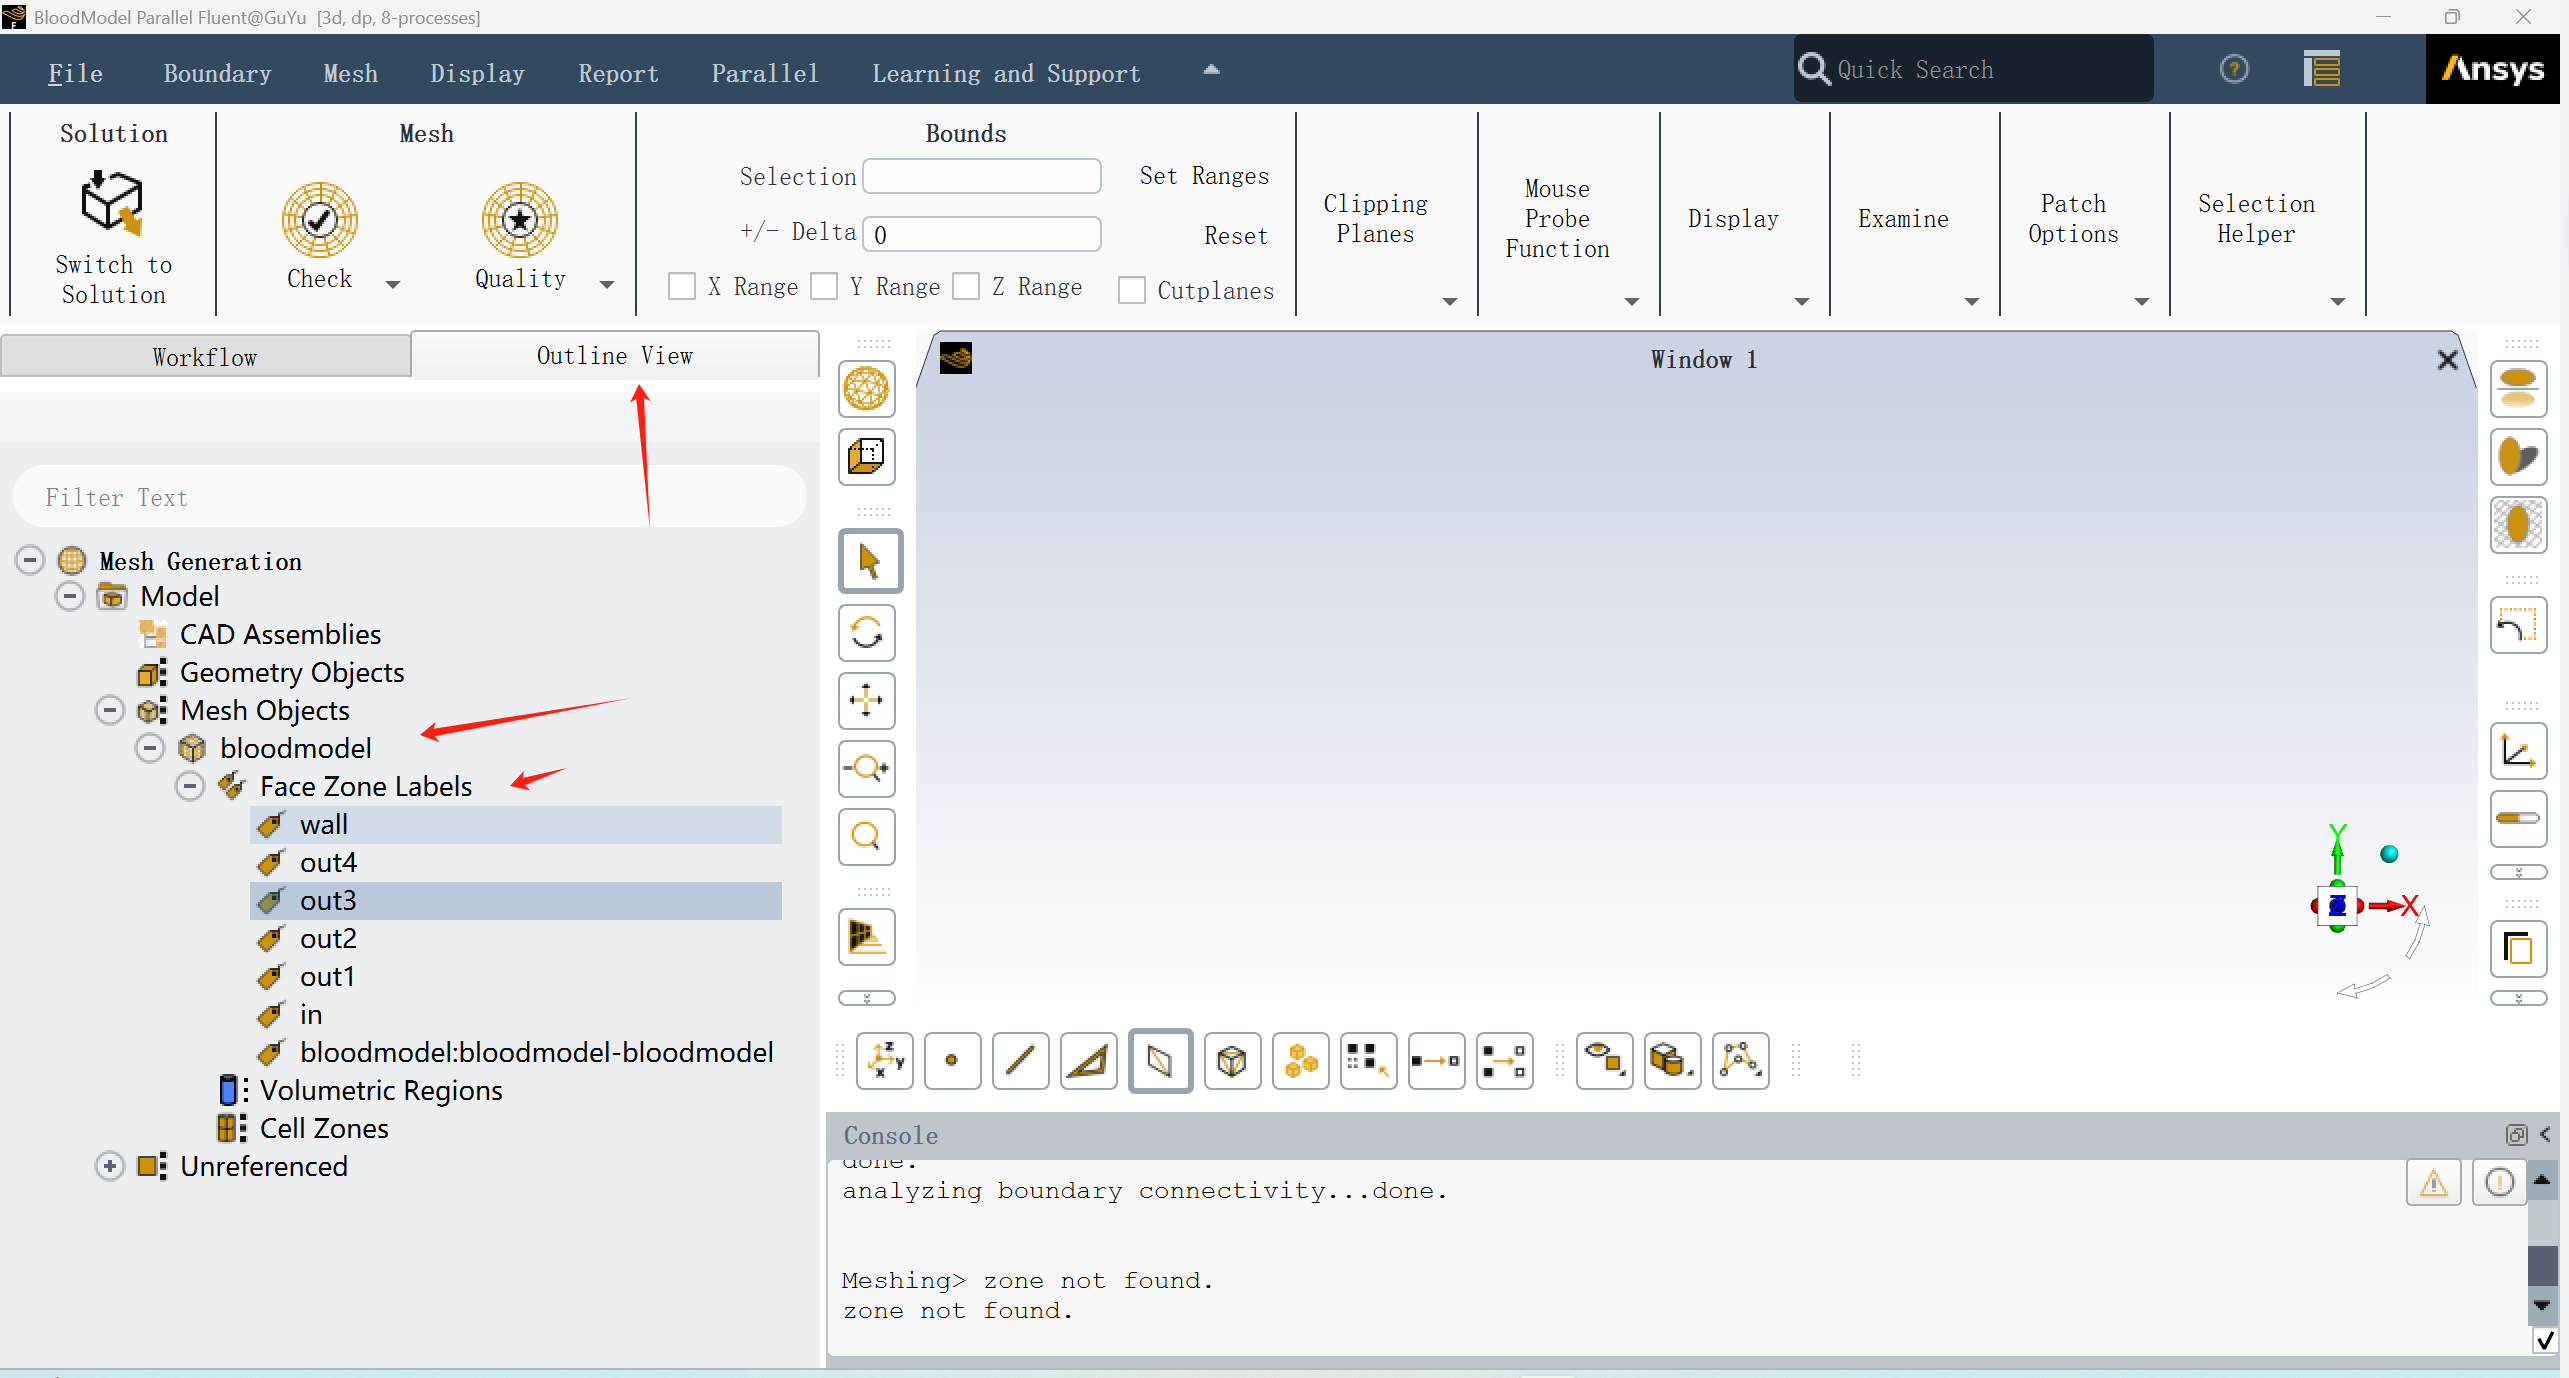 BloodModel Parallel Fluent@GuYu [3d, dp, 8-processes]
File Boundary Mesh Display Report Parallel Learning and Support
Quick Search
Ansys
Solution
Switch to
Solution
Mesh
Check
Quality
Bounds
Selection
Set Ranges
+/- Delta 0
Reset
X Range Y Range Z Range Cutplanes
Clipping
Planes
Mouse
Probe
Function
Display
Examine
Patch
Options
Selection
Helper
Workflow
Outline View
Filter Text
Mesh Generation
Model
CAD Assemblies
Geometry Objects
Mesh Objects
bloodmodel
Face Zone Labels
wall
out4
out3
out2
out1
in
bloodmodel:bloodmodel-bloodmodel
Volumetric Regions
Cell Zones
Unreferenced
Window 1
Y
Z
X
z
y
x
Console
done.
analyzing boundary connectivity...done.
Meshing> zone not found.
zone not found.